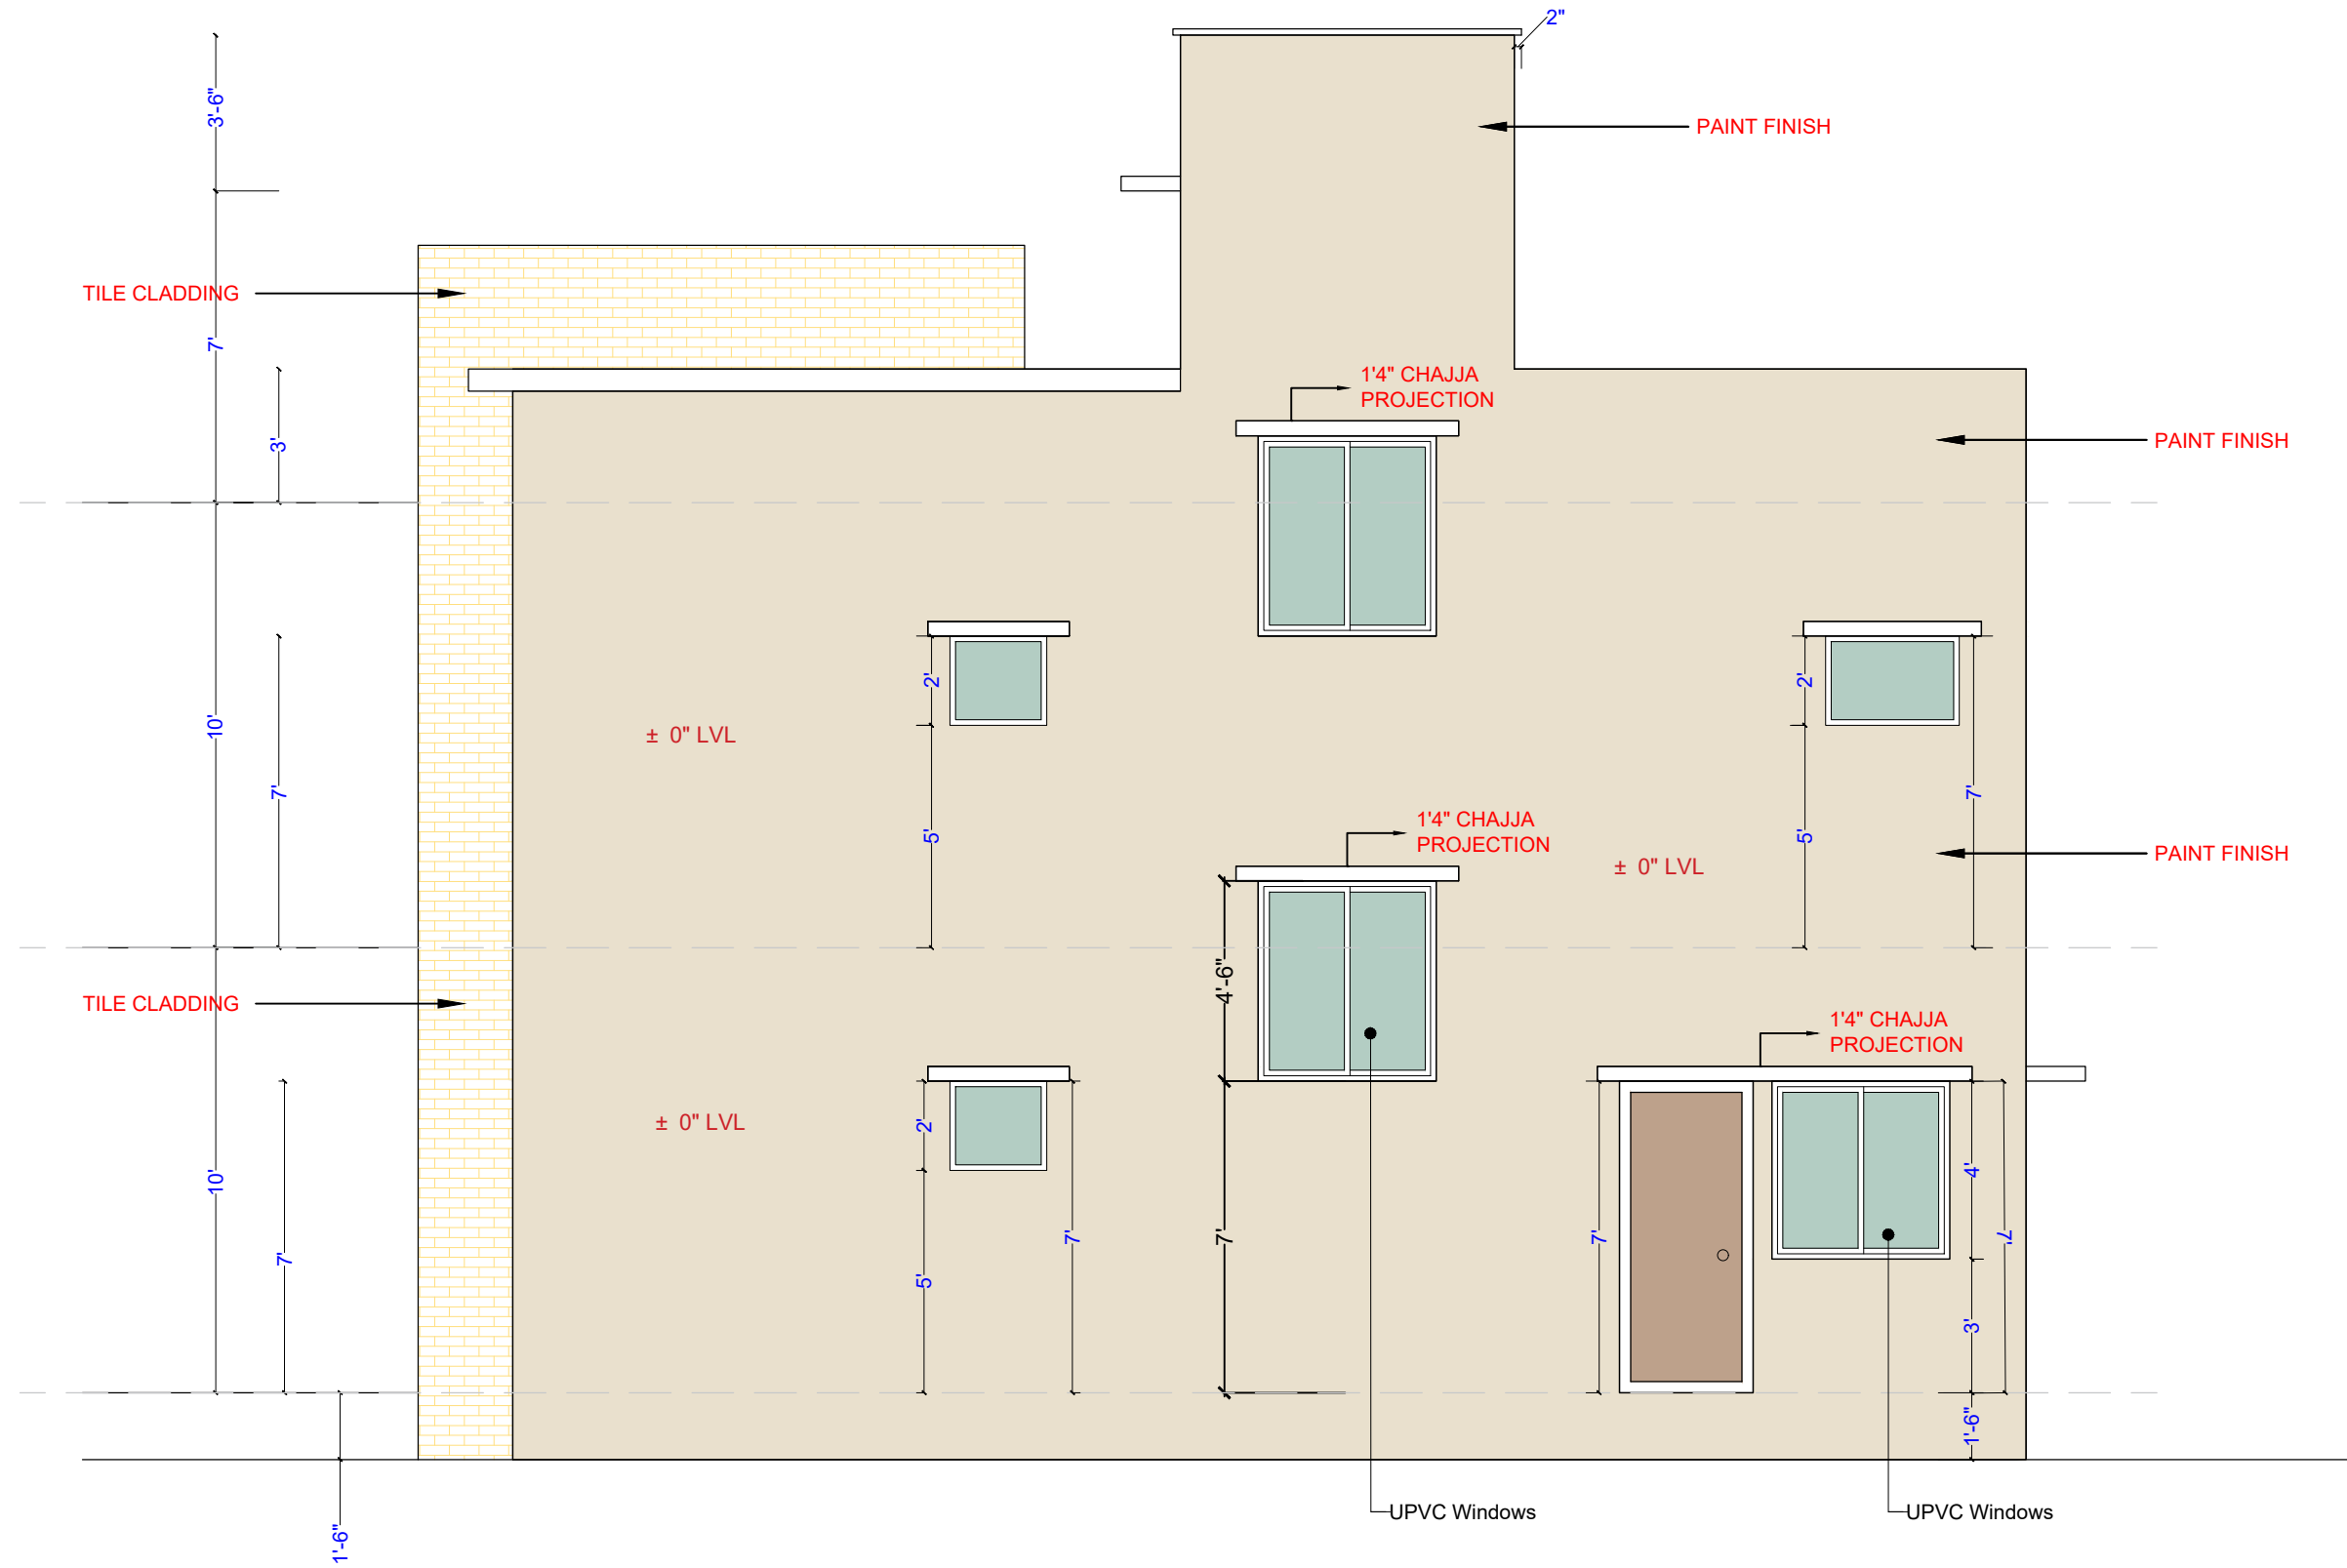 2"
3'-6"
PAINT FINISH
TILE CLADDING
7'
1'4" CHAJJA
PROJECTION
3'
PAINT FINISH
2'
2'
10'
± 0" LVL
7'
7'
5'
5'
1'4" CHAJJA
PROJECTION
± 0" LVL
PAINT FINISH
4'-6"
TILE CLADDING
1'4" CHAJJA
PROJECTION
2'
± 0" LVL
10'
4'
7'
5'
7'
7'
7'
7'
3'
1'-6"
UPVC Windows
UPVC Windows
1'-6"